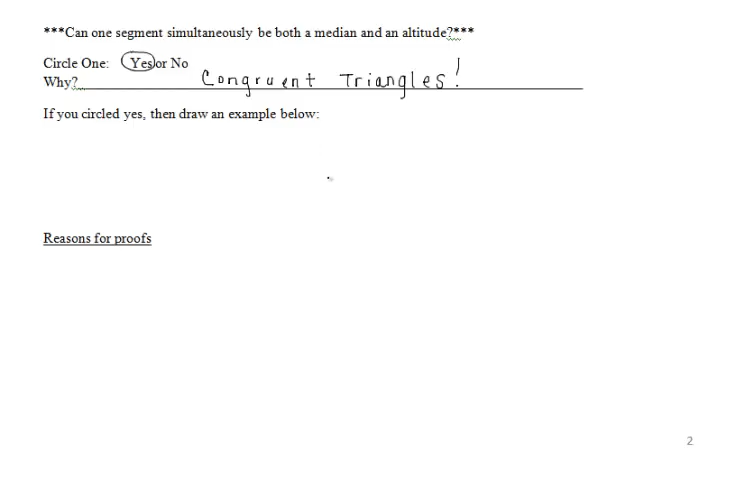 ***Can one segment simultaneously be both a median and an altitude?***
Circle One: Yes or No
Why? Congruent Triangles!
If you circled yes, then draw an example below:
Reasons for proofs
2